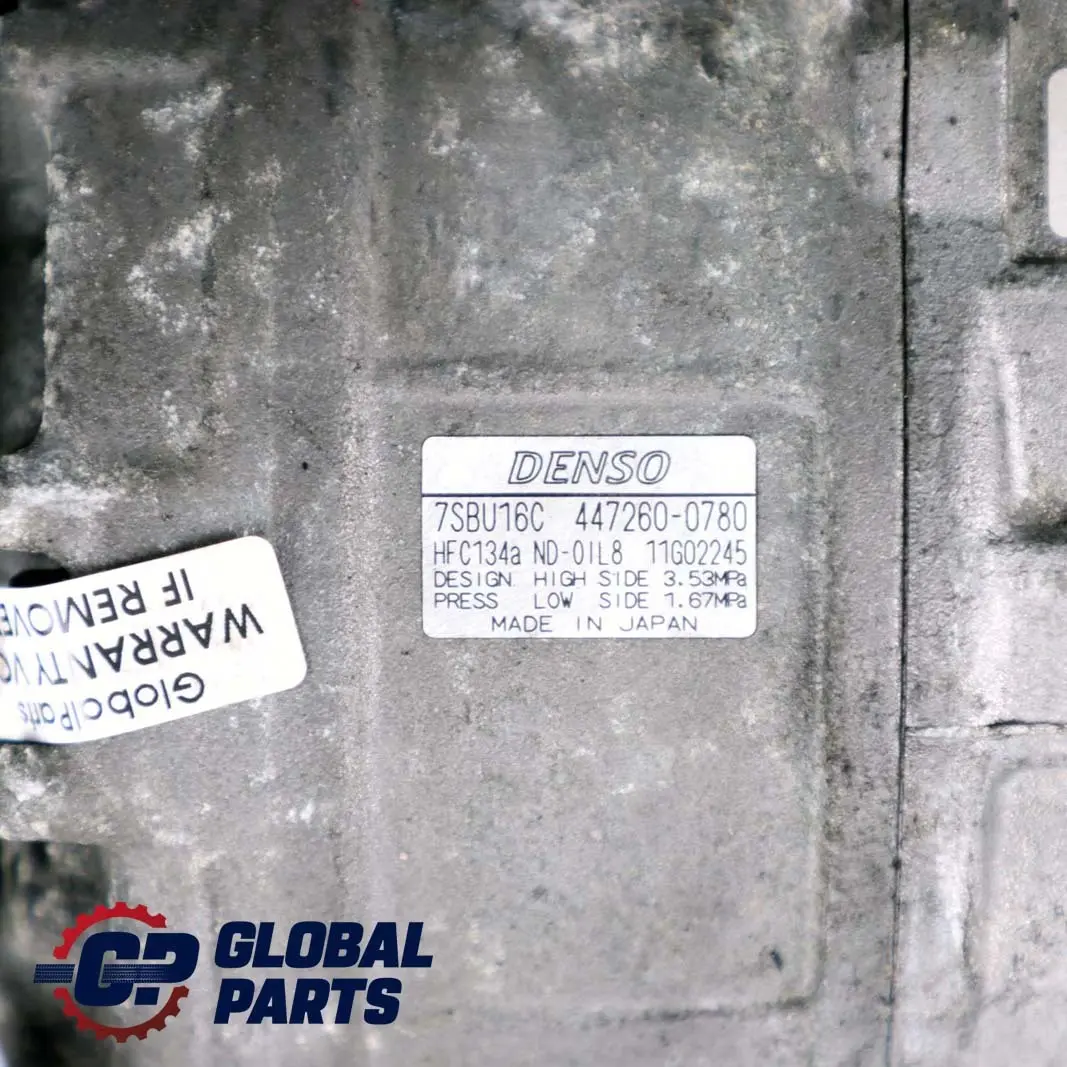 DENSO
7SBU16C 447260-0780
HFC134a ND-OIL8 11G02245
DESIGN HIGH SIDE 3.53MPa
PRESS LOW SIDE 1.67MPa
MADE IN JAPAN
GlobalParts
WARRANTY
IF REMOVE
GP GLOBAL
PARTS